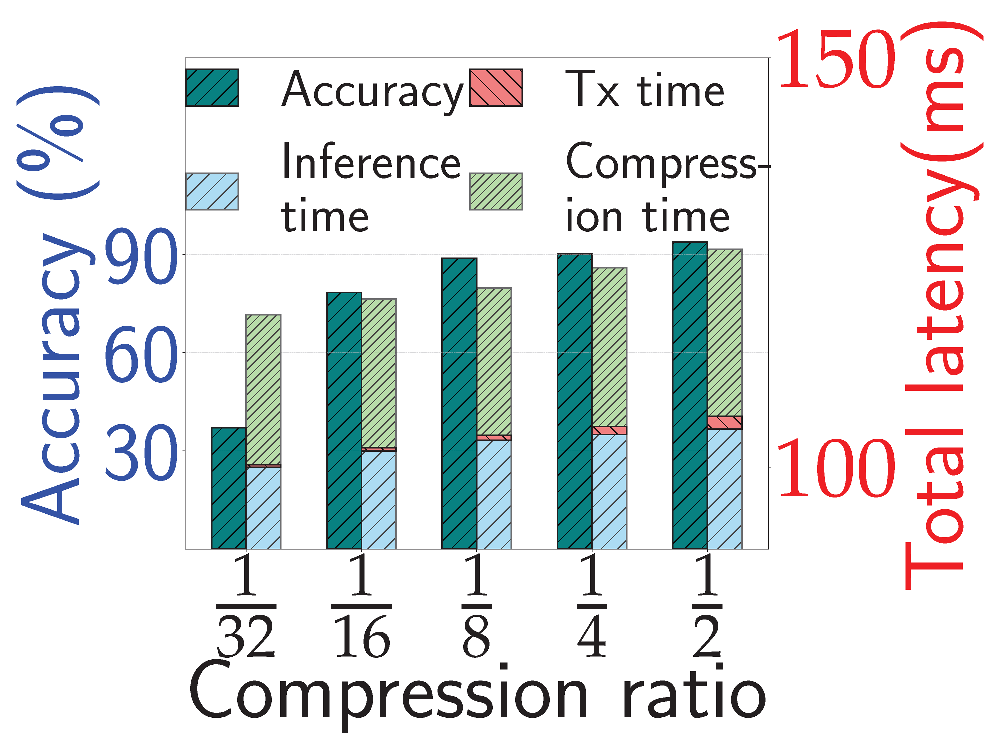 Accuracy (%)
Total latency(ms)
Accuracy
Tx time
Inference
time
Compress-
ion time
90
60
30
150
100
1/32
1/16
1/8
1/4
1/2
Compression ratio